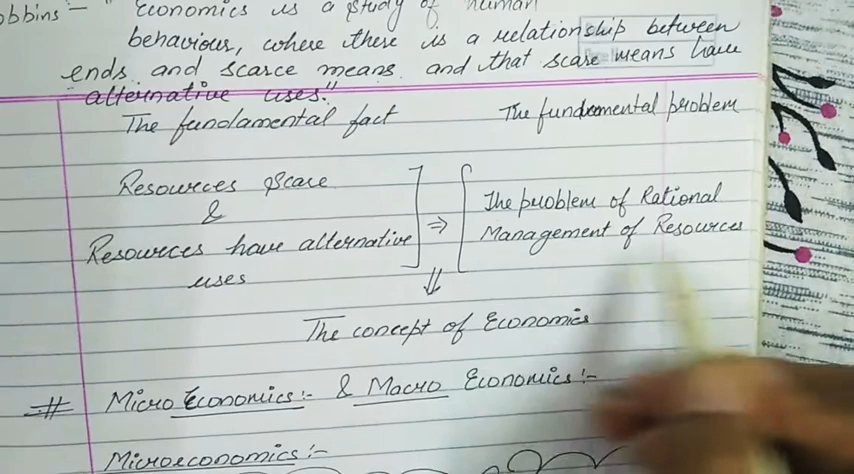 obbins - "Economics is a study of human
behaviour, where there is a relationship between
ends and scarce means and that scare means have
alternative uses."
The fundamental fact
The fundamental problem
Resources Scare
&
Resources have alternative
uses
⇒
The problem of Rational
Management of Resources
⇓
The concept of Economics
# Micro Economics:- & Macro Economics:-
Microeconomics:-